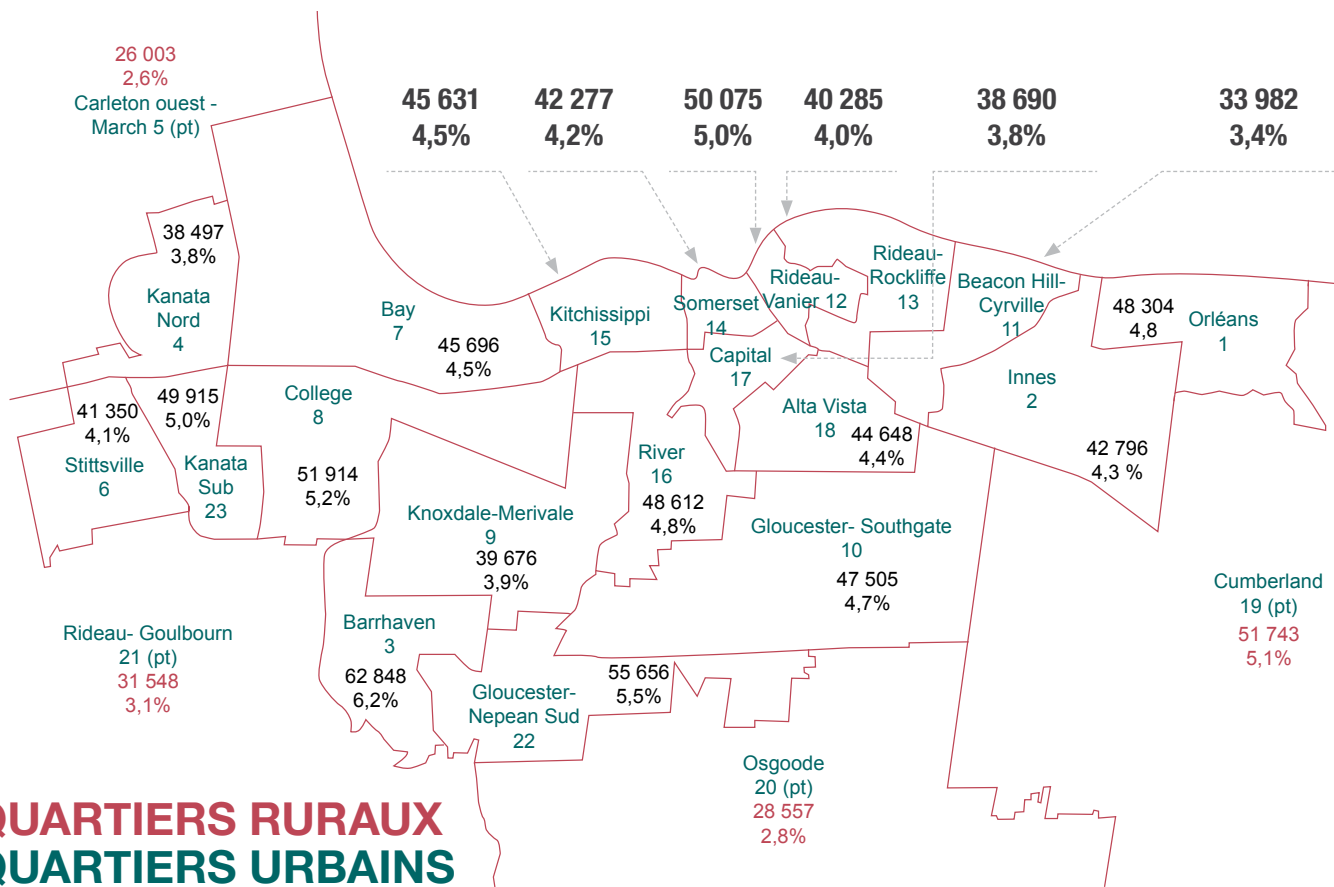 26 003
2,6%
Carleton ouest -
March 5 (pt)
45 631
4,5%
42 277
4,2%
50 075
5,0%
40 285
4,0%
38 690
3,8%
33 982
3,4%
38 497
3,8%
Kanata
Nord
4
Bay
7
45 696
4,5%
Kitchissippi
15
Somerset
14
Rideau-
Vanier 12
Rideau-
Rockliffe
13
Beacon Hill-
Cyrville
11
48 304
4,8
Orléans
1
Capital
17
Innes
2
42 796
4,3 %
41 350
4,1%
Stittsville
6
49 915
5,0%
Kanata
Sub
23
College
8
51 914
5,2%
Alta Vista
18
44 648
4,4%
River
16
48 612
4,8%
Knoxdale-Merivale
9
39 676
3,9%
Gloucester- Southgate
10
47 505
4,7%
Cumberland
19 (pt)
51 743
5,1%
Rideau- Goulbourn
21 (pt)
31 548
3,1%
Barrhaven
3
62 848
6,2%
Gloucester-
Nepean Sud
22
55 656
5,5%
Osgoode
20 (pt)
28 557
2,8%
QUARTIERS RURAUX
QUARTIERS URBAINS